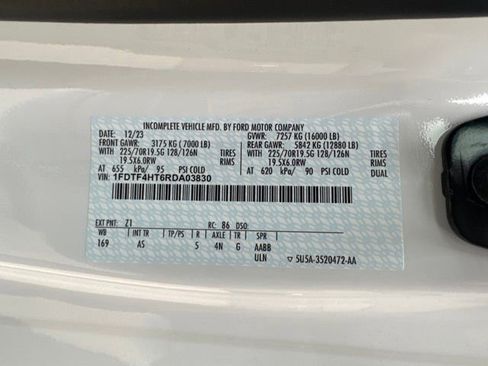 INCOMPLETE VEHICLE MFD. BY FORD MOTOR COMPANY
12/23 GVWR: 7257 KG (16000 LB)
FRONT GAWR: 3175 KG (7000 LB) REAR GAWR: 5842 KG (12880 LB)
WITH 225/70R19.5G 128/126N TIRES WITH 225/70R19.5G 128/126N TIRES
19.5X6.0RW RIMS 19.5X6.0RW RIMS
AT 655 kPa/ 95 PSI COLD AT 620 kPa/ 90 PSI COLD
VIN: 1FDTF4HT6RDA03830
EXT PNT: Z1 RC: 86 DSO:
WB INT TR TP/PS R AXLE TR SPR
169 AS 5 4N G AABB
ULN ▽5U5A-3520472-AA